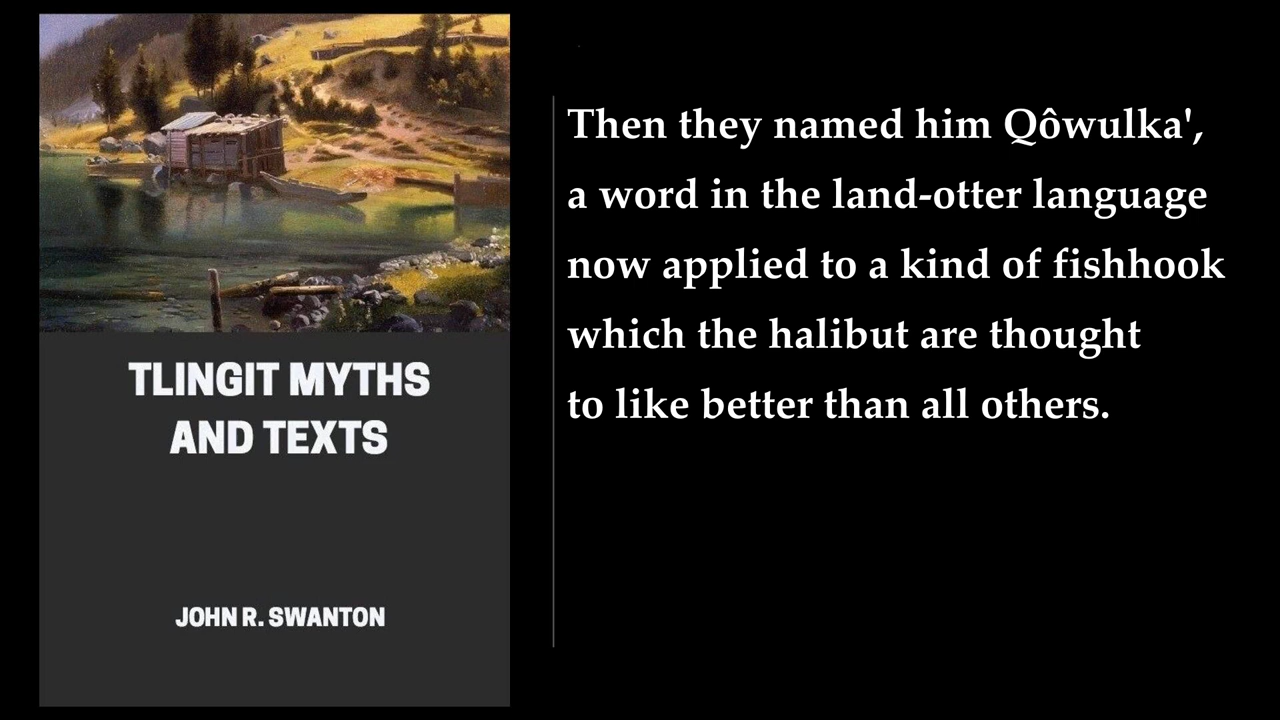 TLINGIT MYTHS
AND TEXTS
JOHN R. SWANTON
Then they named him Qôwulka',
a word in the land-otter language
now applied to a kind of fishhook
which the halibut are thought
to like better than all others.